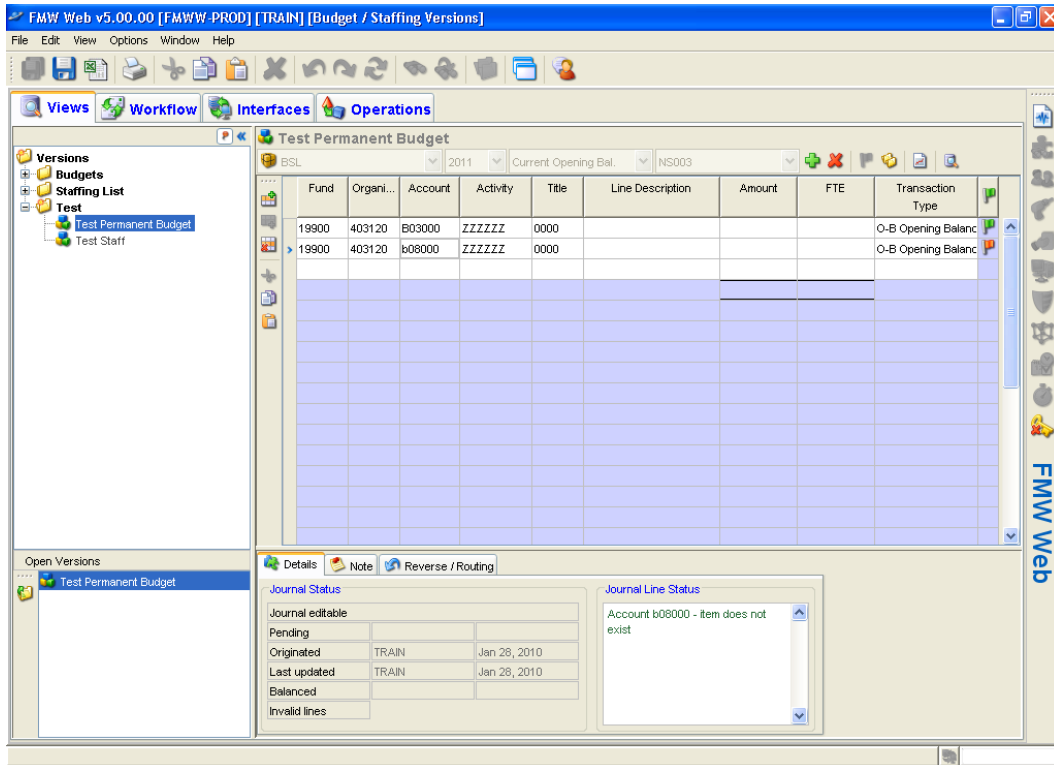 FMW Web v5.00.00 [FMWW-PROD] [TRAIN] [Budget / Staffing Versions]
File Edit View Options Window Help
Views Workflow Interfaces Operations
P «
Versions
Budgets
Staffing List
Test
Test Permanent Budget
Test Staff
Test Permanent Budget
BSL 2011 Current Opening Bal. NS003
Fund Organi... Account Activity Title Line Description Amount FTE Transaction Type
19900 403120 B03000 ZZZZZZ 0000 O-B Opening Balanc
19900 403120 b08000 ZZZZZZ 0000 O-B Opening Balanc
FMW Web
Open Versions
Test Permanent Budget
Details Note Reverse / Routing
Journal Status
Journal editable
Pending
Originated TRAIN Jan 28, 2010
Last updated TRAIN Jan 28, 2010
Balanced
Invalid lines
Journal Line Status
Account b08000 - item does not
exist